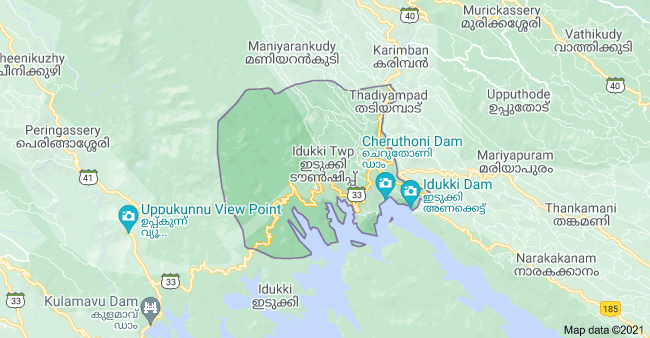 Murickassery
മുരിക്കശ്ശേരി
40
Vathikudy
വാത്തിക്കുടി
Maniyarankudy
മണിയറൻകുടി
Karimban
കരിമ്പൻ
heenikuzhy
ചീനിക്കുഴി
Thadiyampad
തടിയമ്പാട്
Upputhode
ഉപ്പുതോട്
40
Peringassery
പെരിങ്ങാശ്ശേരി
Idukki Twp
ഇടുക്കി
ടൗൺഷിപ്പ്
Cheruthoni Dam
ചെറുതോണി
ഡാം
Mariyapuram
മരിയാപുരം
41
33
Idukki Dam
ഇടുക്കി
അണക്കെട്ട്
Uppukunnu View Point
ഉപ്പ്കുന്ന്
വ്യൂ...
Thankamani
തങ്കമണി
Narakakanam
നാരകക്കാനം
33
33
Idukki
ഇടുക്കി
Kulamavu Dam
കുളമാവ്
ഡാം
185
Map data ©2021